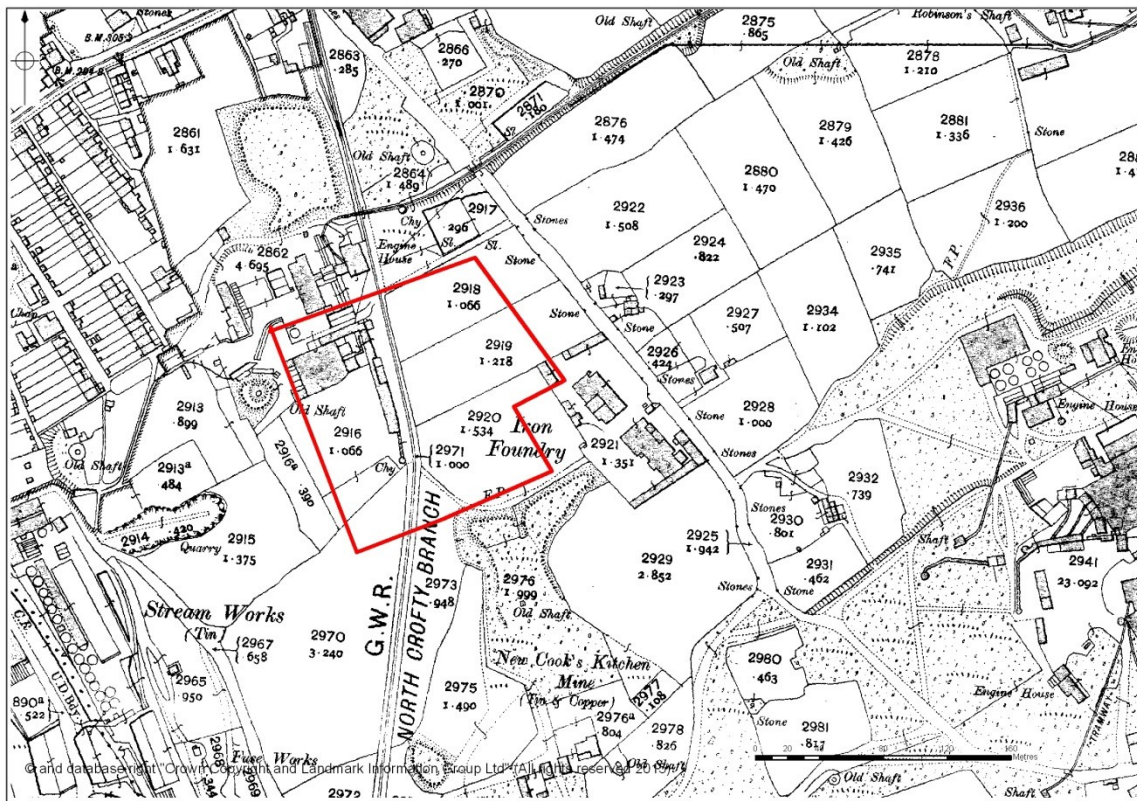 Stones
B.M. 305.3
2863
.285
2866
.270
2870
1.001
2871
.180
Sl.
Old Shaft
2875
.865
Robinson's Shaft
2878
1.210
Old Shaft
2861
1.631
Old Shaft
2864
.489
2876
1.474
2879
1.426
2881
1.336
Stone
2880
1.470
2917
.296
Chy
Engine
House
Sl.
Sl.
Stones
2922
1.508
2936
1.200
2862
4.695
Stone
2924
.822
2935
.741
F.P.
2918
1.066
2923
.297
Chap.
Stone
2927
.507
2934
1.102
2919
1.218
Stone
2926
.424
Stones
Engine House
2913
.899
Old Shaft
2916
1.066
2920
1.534
Iron
Foundry
Stone
2928
1.000
2921
1.351
Stones
Old Shaft
2913ª
.484
2916ª
.390
Chy
2971
1.000
F.P.
2932
.739
2914
.420
Quarry
2915
1.375
Stones
2930
.801
2925
1.942
Shaft
2931
.462
2929
2.852
Stones
Stone
2941
23.092
Stream Works
(Tin)
2967
.658
2970
3.240
G.W.R.
NORTH CROFTY BRANCH
2973
.948
2976
1.999
Old Shaft
2965
.950
C.R.
U.D. Bdy.
2980
.463
New Cook's Kitchen
Mine
(Tin & Copper)
2977
.108
Engine House
TRAMWAY
890ª
.522
2975
1.490
2976ª
.804
2978
.826
Stone
2981
.817
0 20 40 80 120 160
Metres
2968
Fuse Works
2969
.344
2972
Old Shaft
Old Shaft
Shaft
© and database right "Crown Copyright and Landmark Information Group Ltd" (All rights reserved 2015)